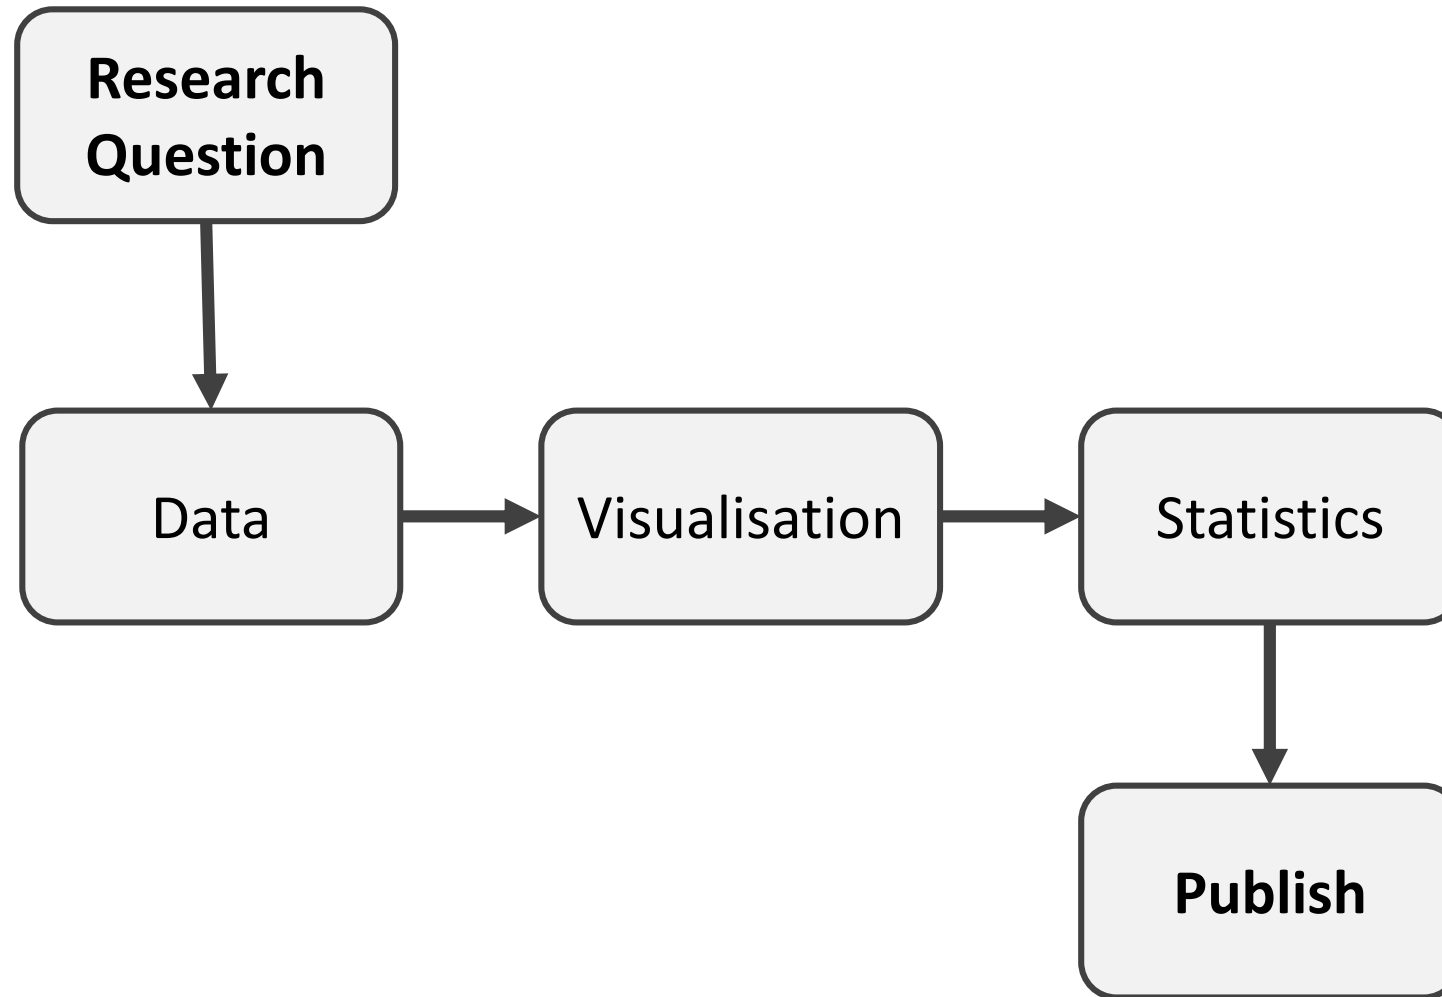 Research
Question
Data
Visualisation
Statistics
Publish